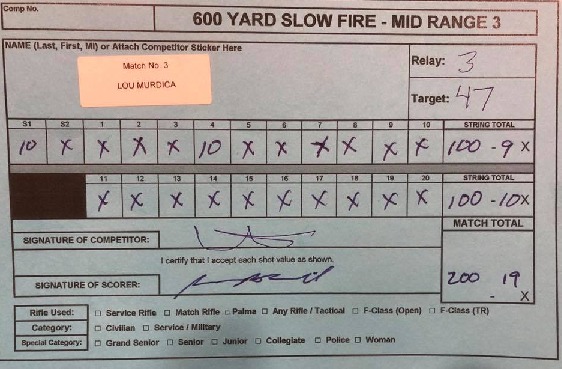 Comp No.
600 YARD SLOW FIRE - MID RANGE 3
NAME (Last, First, MI) or Attach Competitor Sticker Here
Match No. 3
LOU MURDICA
Relay: 3
Target: 47
S1 S2 1 2 3 4 5 6 7 8 9 10 STRING TOTAL
10 X X X X 10 X X X X X X 100 - 9 X
11 12 13 14 15 16 17 18 19 20 STRING TOTAL
X X X X X X X X X X 100 - 10 X
MATCH TOTAL
SIGNATURE OF COMPETITOR:
I certify that I accept each shot value as shown.
SIGNATURE OF SCORER:
200 - 19 X
Rifle Used: □ Service Rifle □ Match Rifle □ Palma □ Any Rifle / Tactical □ F-Class (Open) □ F-Class (TR)
Category: □ Civilian □ Service / Military
Special Category: □ Grand Senior □ Senior □ Junior □ Collegiate □ Police □ Woman